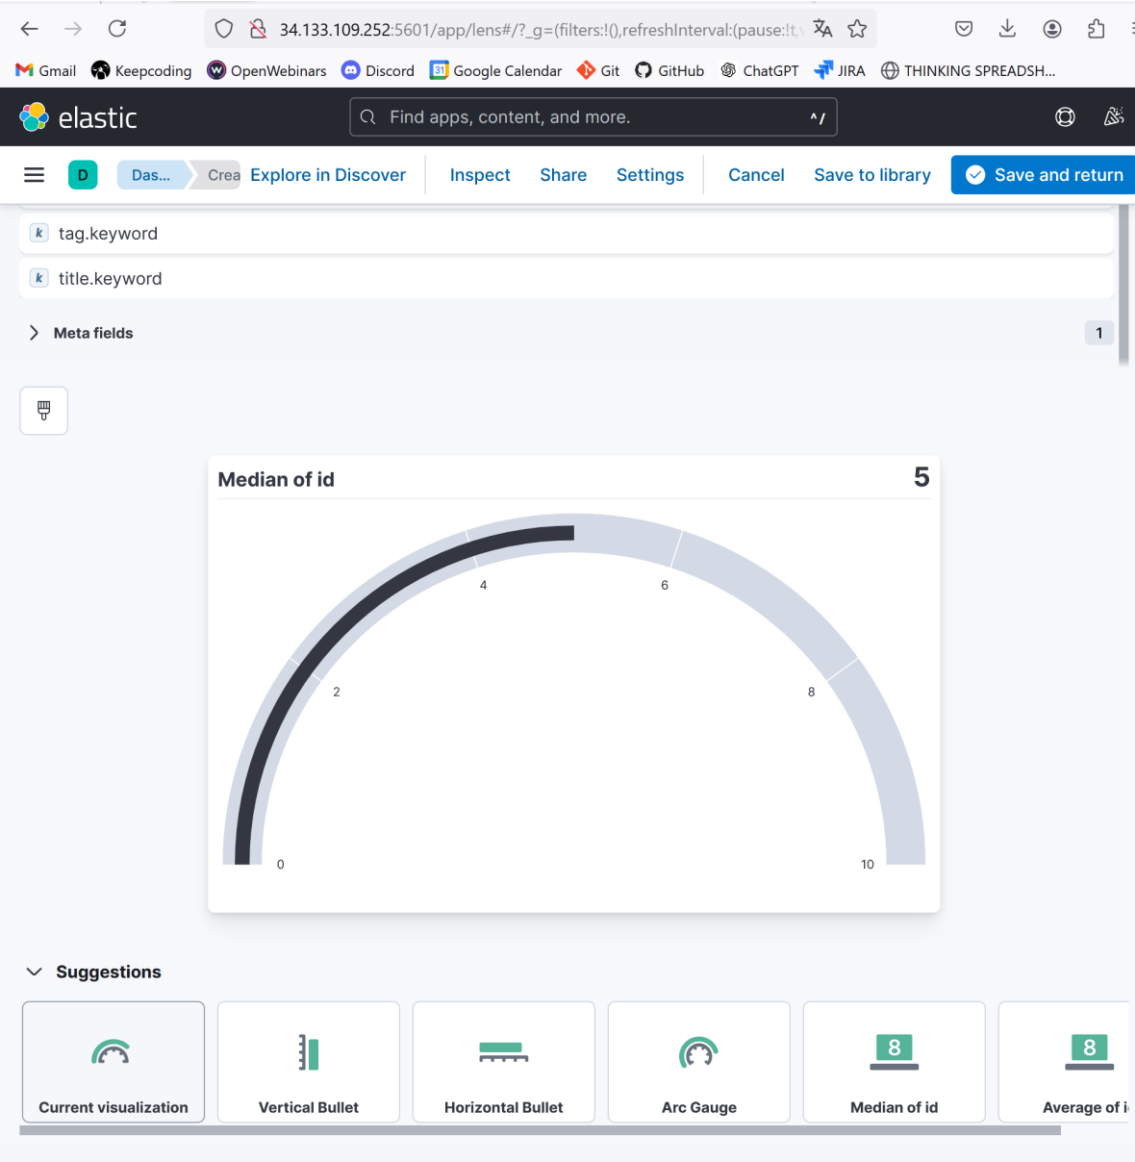 34.133.109.252:5601/app/lens#/?_g=(filters:!(),refreshInterval:(pause:!t,v
Gmail Keepcoding OpenWebinars Discord 31 Google Calendar Git GitHub ChatGPT JIRA THINKING SPREADSH...
elastic Find apps, content, and more. ^/
D Das... Crea Explore in Discover Inspect Share Settings Cancel Save to library Save and return
k tag.keyword
k title.keyword
Meta fields 1
Median of id 5
4 6
2 8
0 10
Suggestions
8 8
Current visualization Vertical Bullet Horizontal Bullet Arc Gauge Median of id Average of i